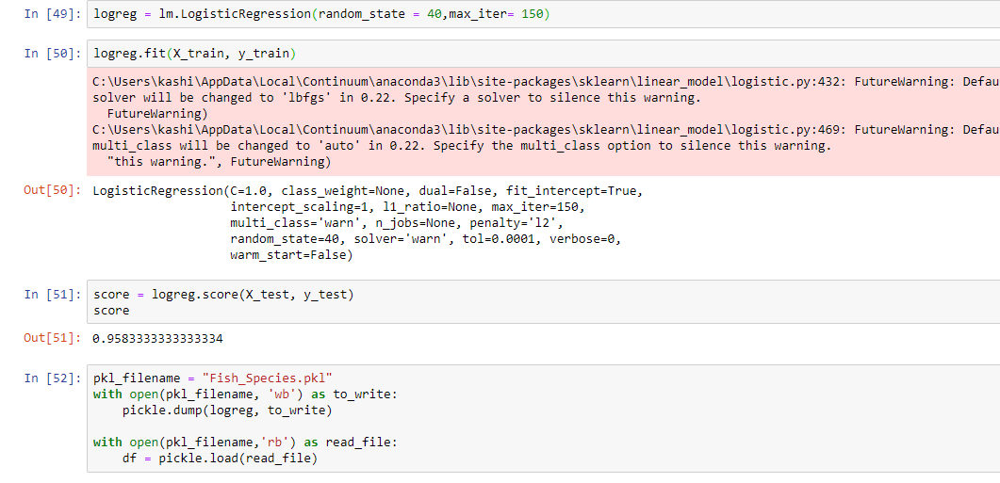 In [49]: logreg = lm.LogisticRegression(random_state = 40,max_iter= 150)
In [50]: logreg.fit(X_train, y_train)
C:\Users\kashi\AppData\Local\Continuum\anaconda3\lib\site-packages\sklearn\linear_model\logistic.py:432: FutureWarning: Defau
solver will be changed to 'lbfgs' in 0.22. Specify a solver to silence this warning.
  FutureWarning)
C:\Users\kashi\AppData\Local\Continuum\anaconda3\lib\site-packages\sklearn\linear_model\logistic.py:469: FutureWarning: Defau
multi_class will be changed to 'auto' in 0.22. Specify the multi_class option to silence this warning.
  "this warning.", FutureWarning)
Out[50]: LogisticRegression(C=1.0, class_weight=None, dual=False, fit_intercept=True,
                   intercept_scaling=1, l1_ratio=None, max_iter=150,
                   multi_class='warn', n_jobs=None, penalty='l2',
                   random_state=40, solver='warn', tol=0.0001, verbose=0,
                   warm_start=False)
In [51]: score = logreg.score(X_test, y_test)
score
Out[51]: 0.9583333333333334
In [52]: pkl_filename = "Fish_Species.pkl"
with open(pkl_filename, 'wb') as to_write:
    pickle.dump(logreg, to_write)
with open(pkl_filename,'rb') as read_file:
    df = pickle.load(read_file)